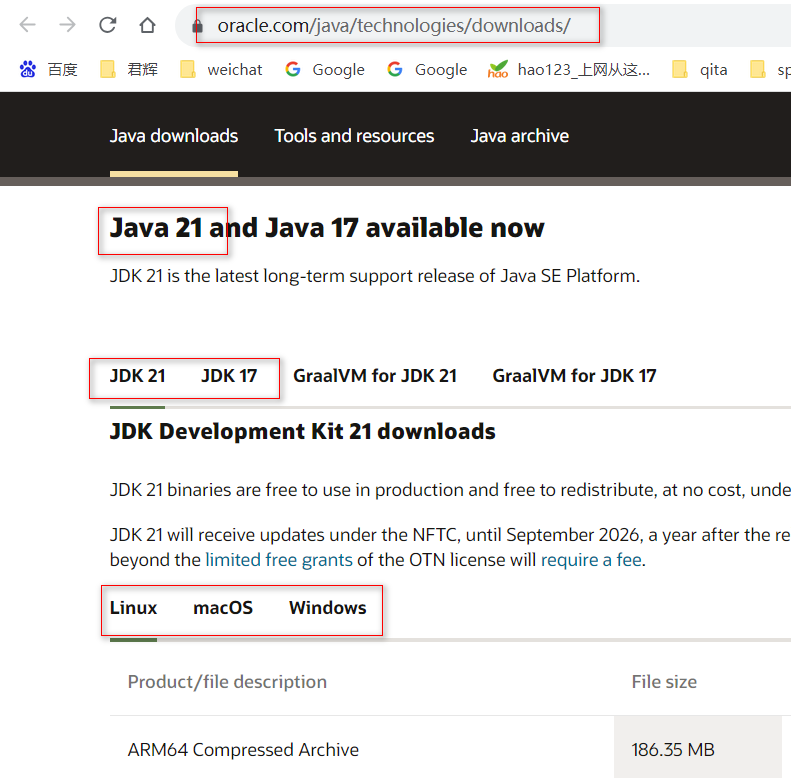 oracle.com/java/technologies/downloads/
百度 君辉 weichat Google Google hao hao123_上网从这... qita sp
Java downloads Tools and resources Java archive
Java 21 and Java 17 available now
JDK 21 is the latest long-term support release of Java SE Platform.
JDK 21 JDK 17 GraalVM for JDK 21 GraalVM for JDK 17
JDK Development Kit 21 downloads
JDK 21 binaries are free to use in production and free to redistribute, at no cost, unde
JDK 21 will receive updates under the NFTC, until September 2026, a year after the re
beyond the limited free grants of the OTN license will require a fee.
Linux macOS Windows
Product/file description File size
ARM64 Compressed Archive 186.35 MB